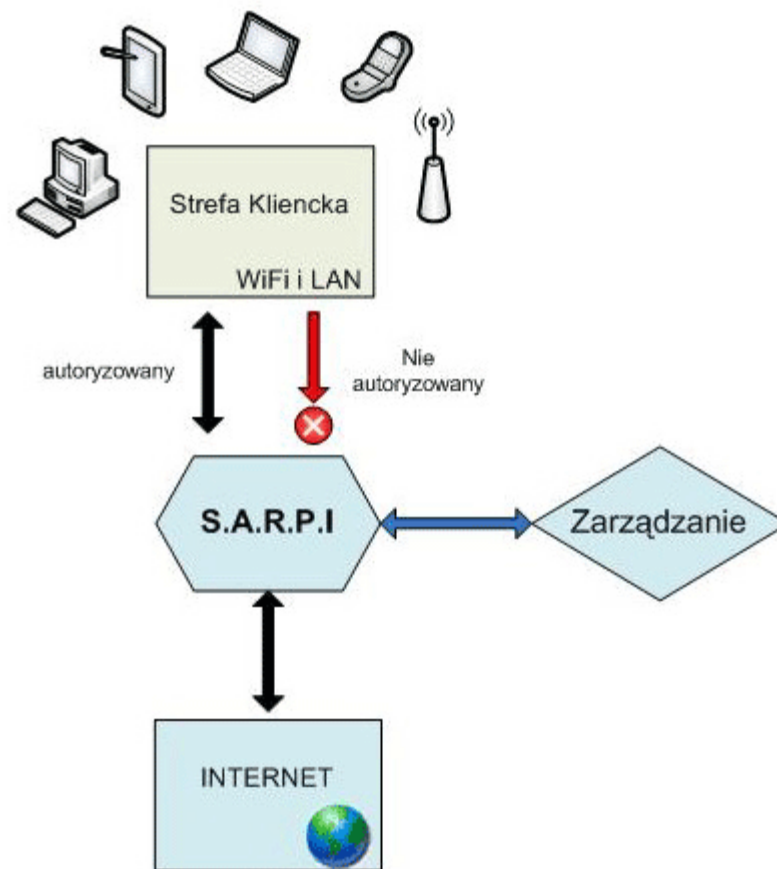 Strefa Kliencka
WiFi i LAN
autoryzowany
Nie
autoryzowany
S.A.R.P.I
Zarządzanie
INTERNET